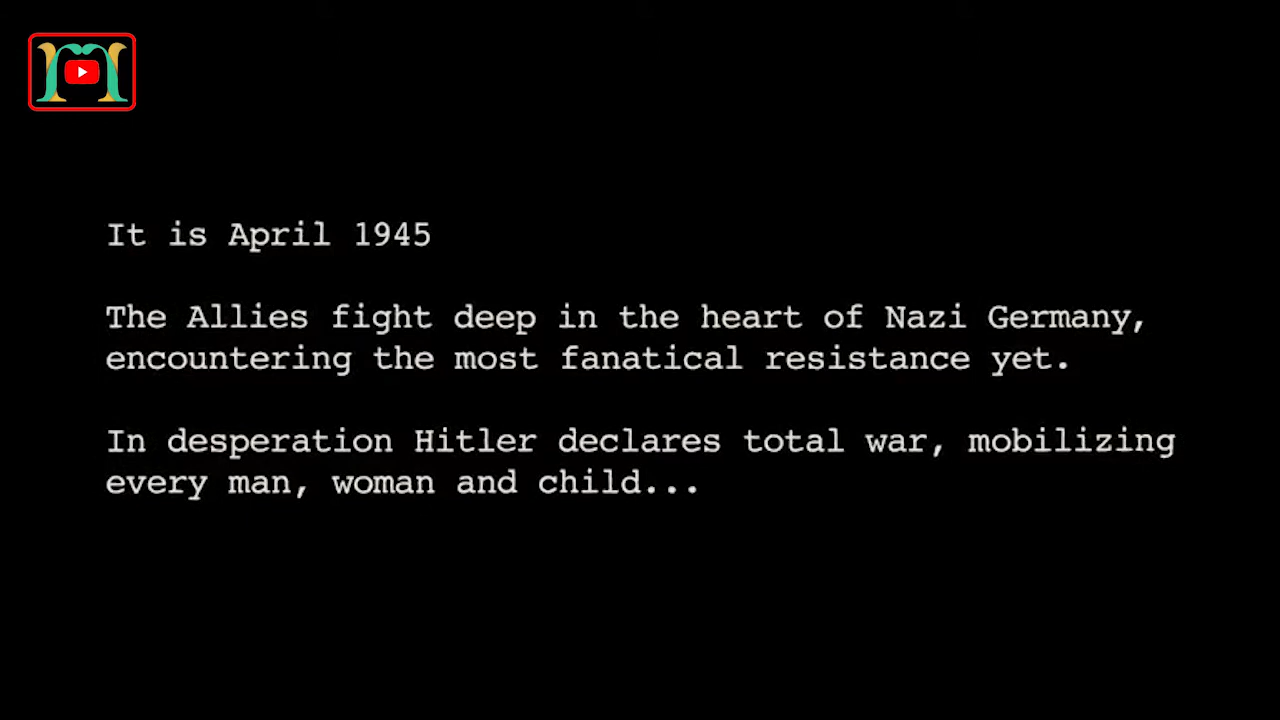 It is April 1945
The Allies fight deep in the heart of Nazi Germany,
encountering the most fanatical resistance yet.
In desperation Hitler declares total war, mobilizing
every man, woman and child...